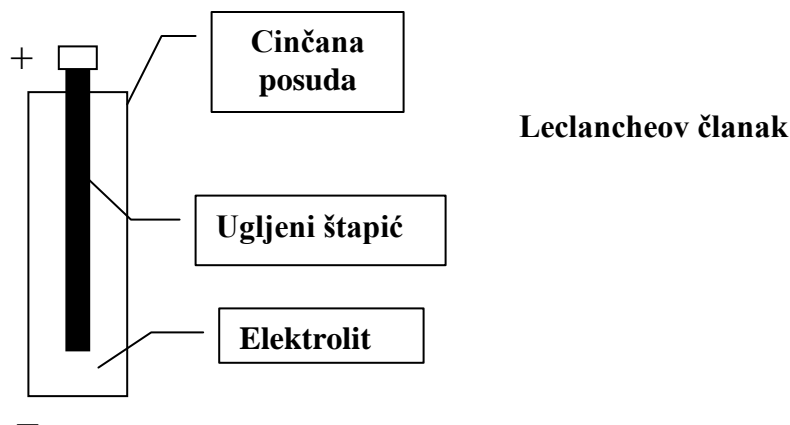 +
Cinčana
posuda
Leclancheov članak
Ugljeni štapić
Elektrolit
–